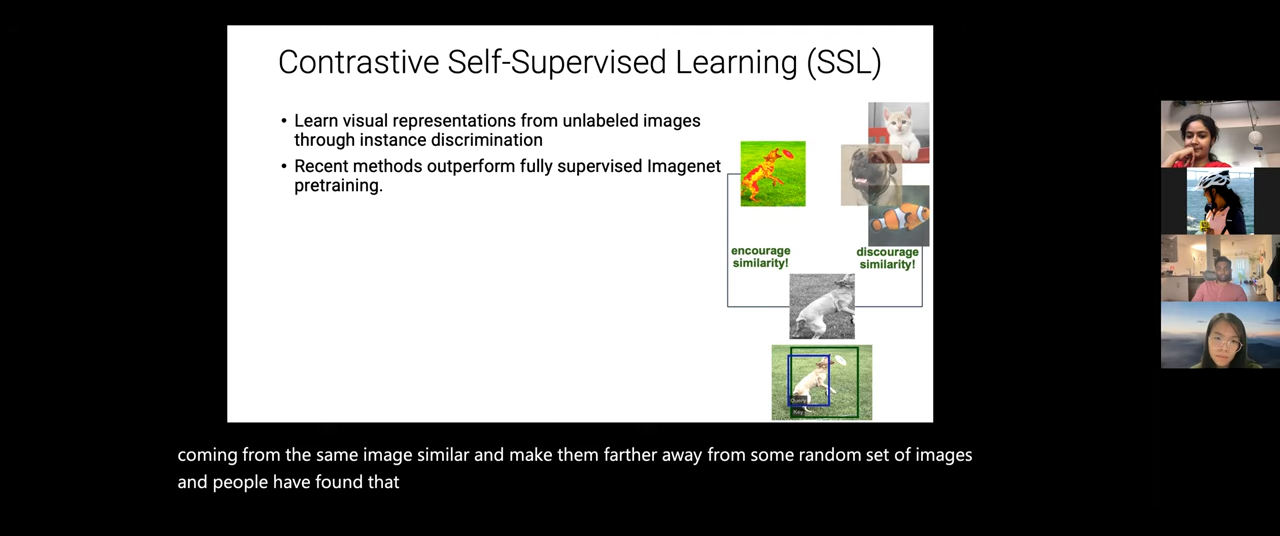 Contrastive Self-Supervised Learning (SSL)
• Learn visual representations from unlabeled images
through instance discrimination
• Recent methods outperform fully supervised Imagenet
pretraining.
encourage
similarity!
discourage
similarity!
Query
Key
coming from the same image similar and make them farther away from some random set of images
and people have found that